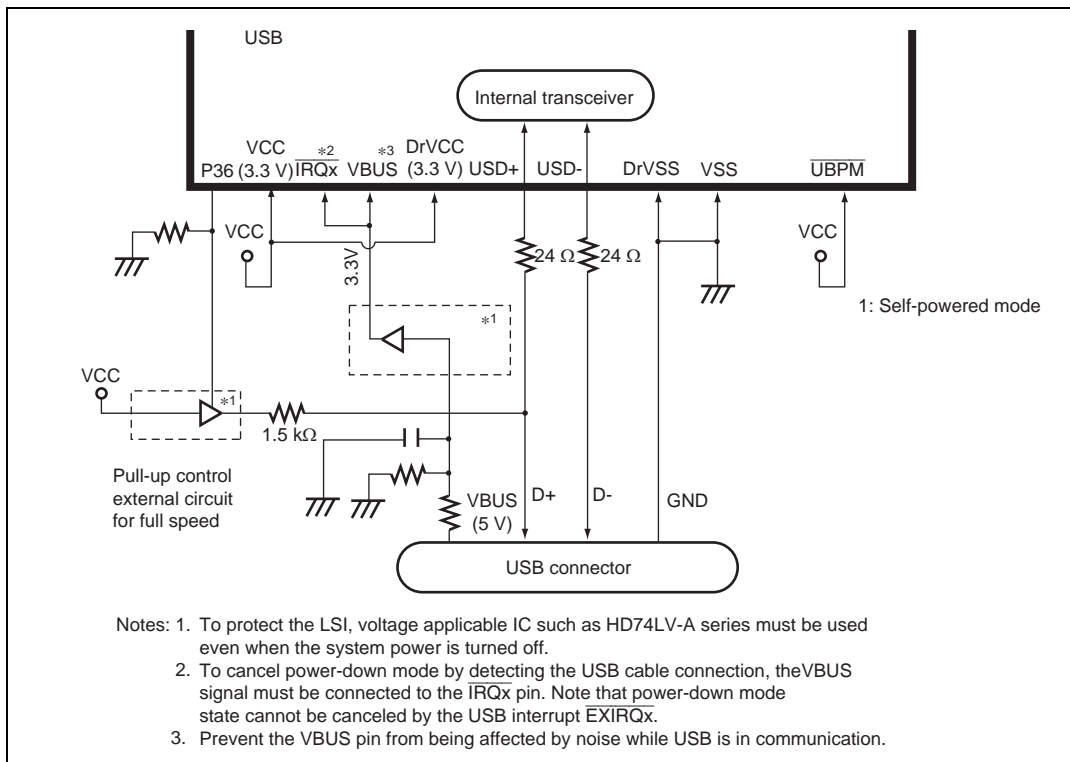 USB
Internal transceiver
P36
VCC
(3.3 V)
*2
IRQx
*3
VBUS
DrVCC
(3.3 V)
USD+
USD-
DrVSS
VSS
UBPM
VCC
3.3V
24 Ω
24 Ω
VCC
1: Self-powered mode
*1
VCC
*1
1.5 kΩ
Pull-up control
external circuit
for full speed
VBUS
(5 V)
D+
D-
GND
USB connector
Notes: 1. To protect the LSI, voltage applicable IC such as HD74LV-A series must be used
even when the system power is turned off.
2. To cancel power-down mode by detecting the USB cable connection, theVBUS
signal must be connected to the IRQx pin. Note that power-down mode
state cannot be canceled by the USB interrupt EXIRQx.
3. Prevent the VBUS pin from being affected by noise while USB is in communication.